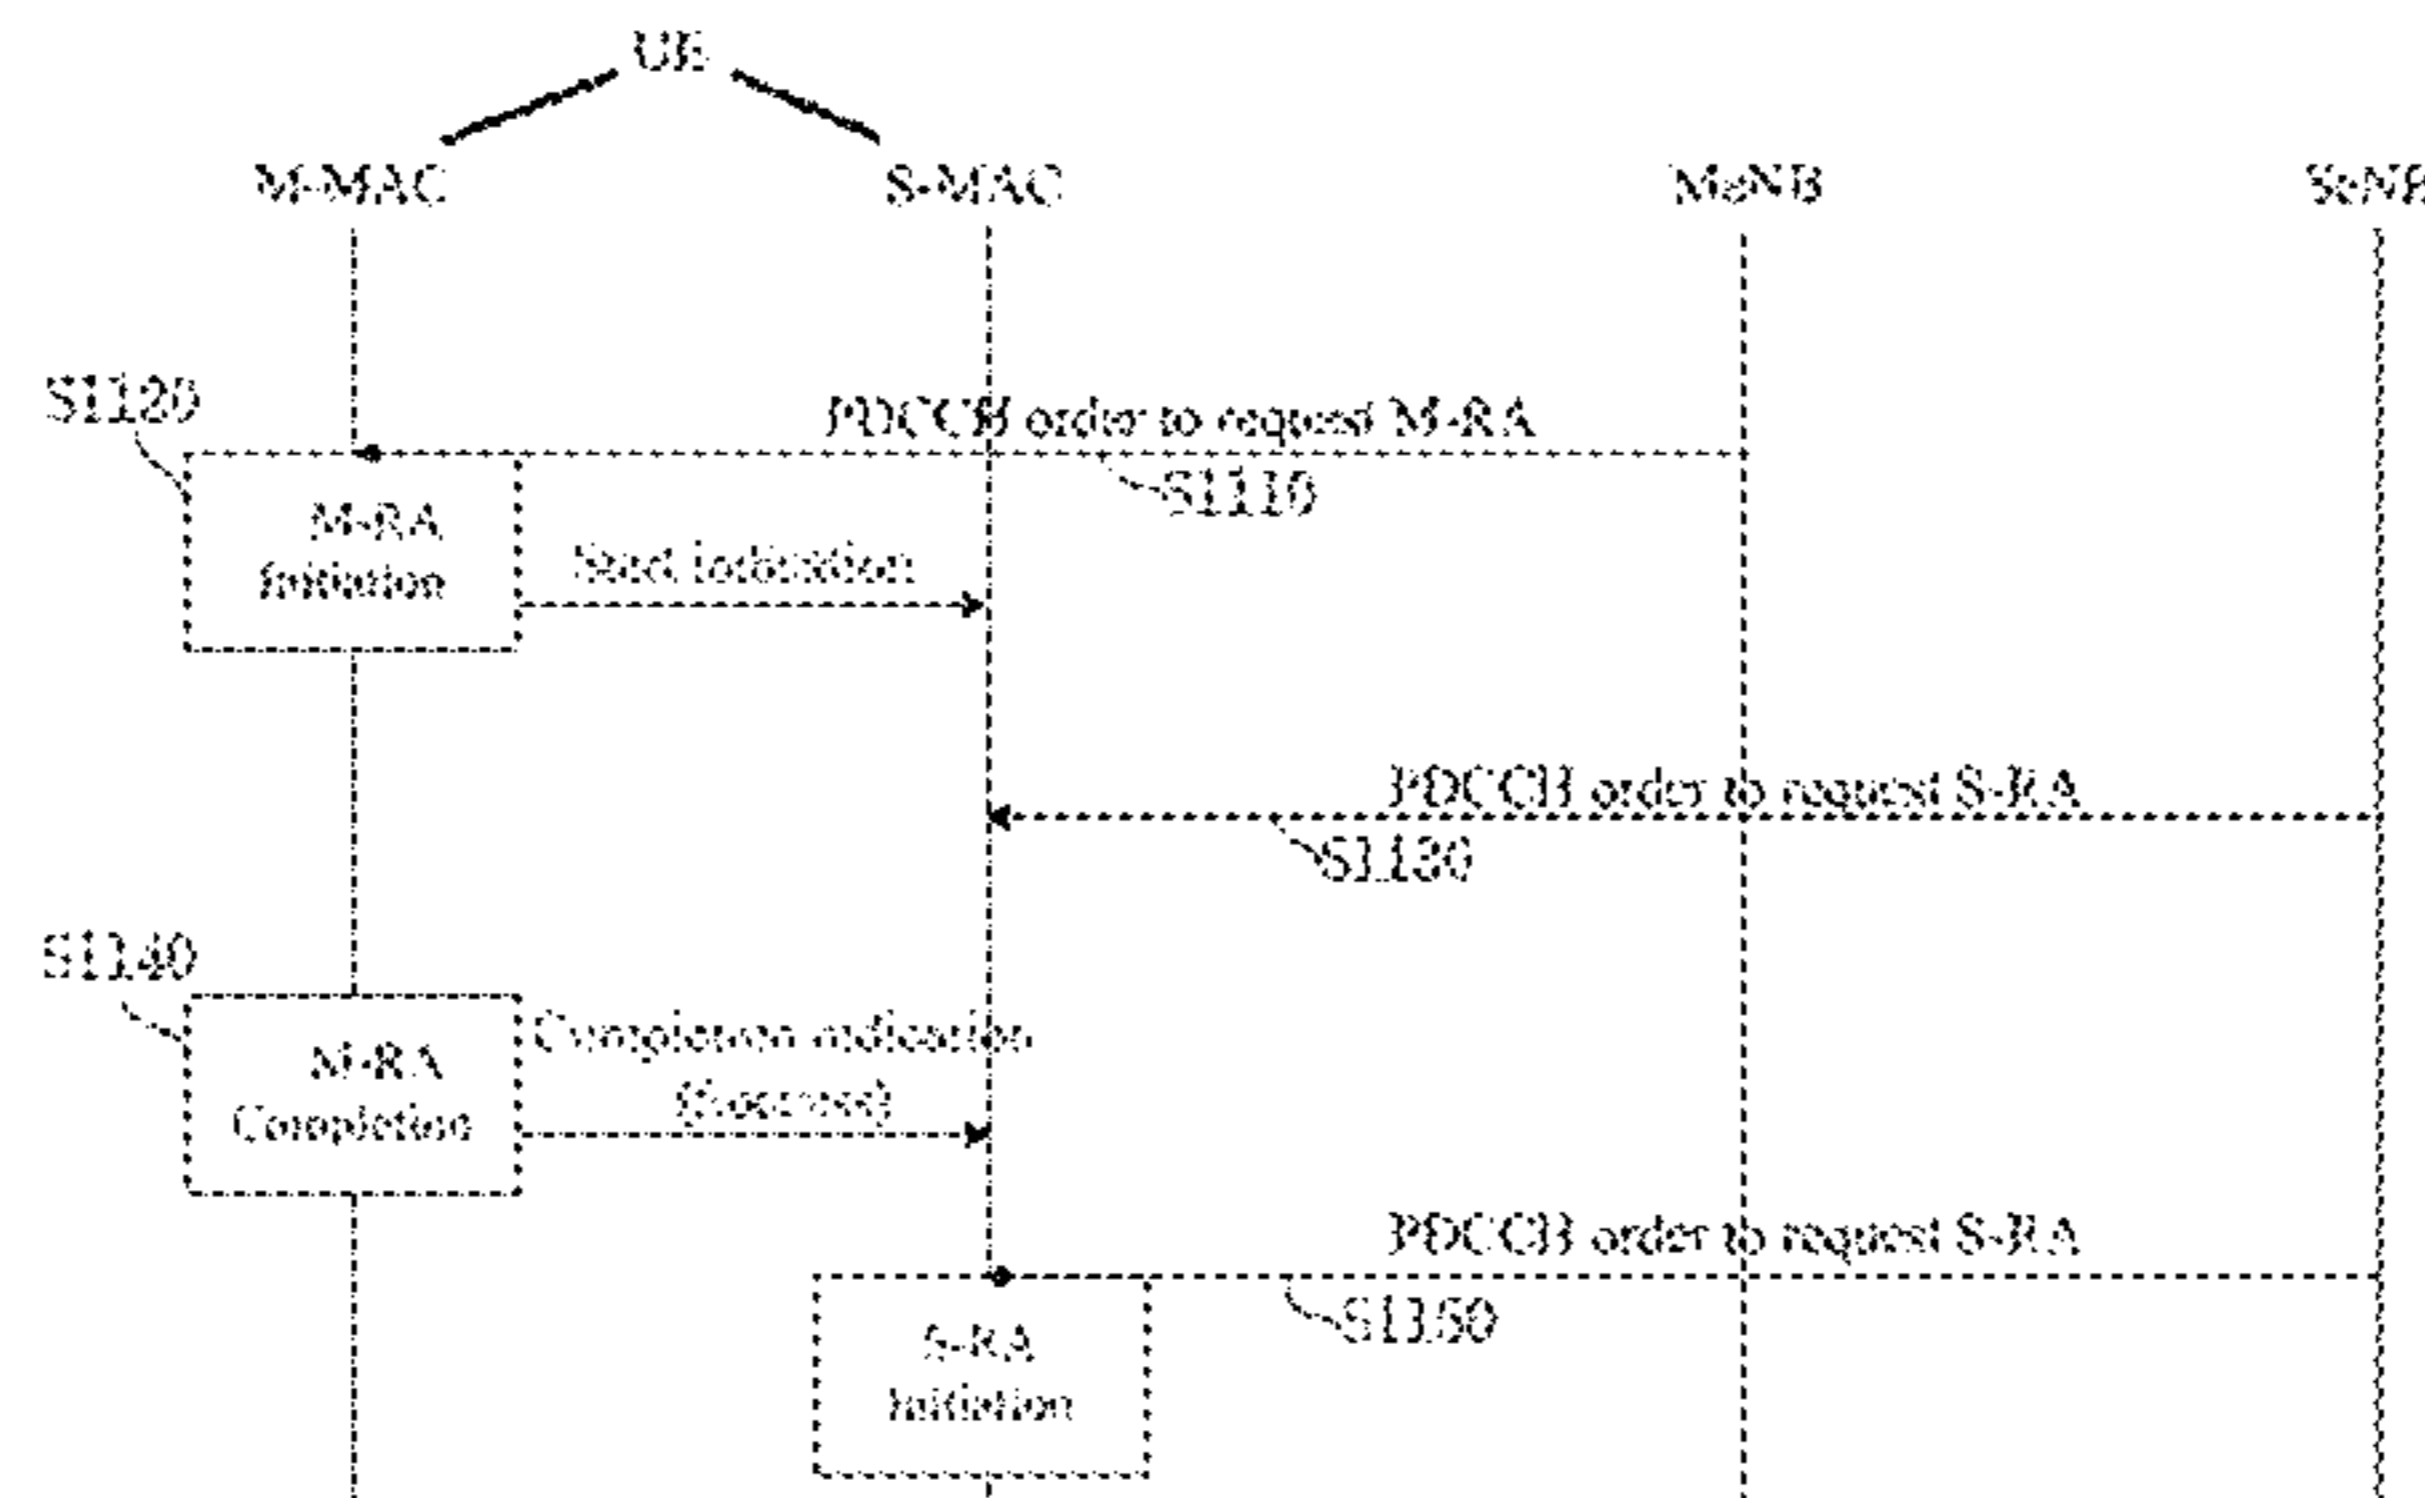 UE
M-MAC
S-MAC
MeNB
SeNB
S1120
PDCCH order to request M-RA
S1110
M-RA
Initiation
Start indication
PDCCH order to request S-RA
S1130
S1140
Completion indication
(Success)
M-RA
Completion
PDCCH order to request S-RA
S1150
S-RA
Initiation